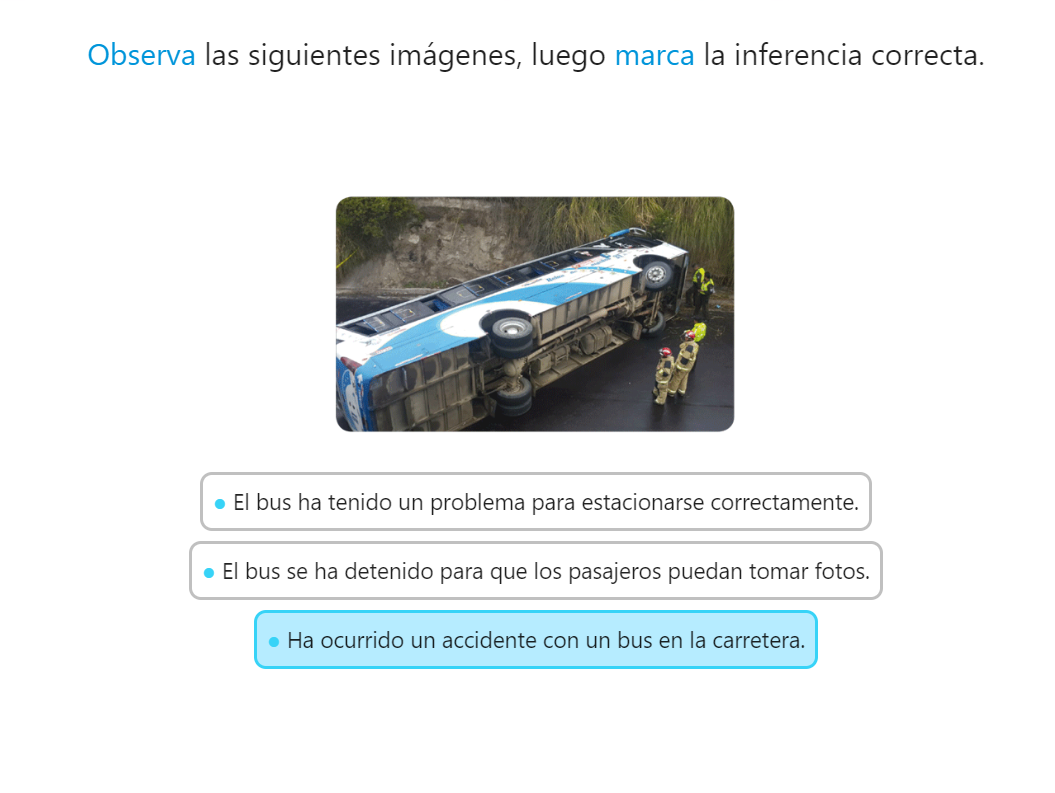 Observa las siguientes imágenes, luego marca la inferencia correcta.
El bus ha tenido un problema para estacionarse correctamente.
El bus se ha detenido para que los pasajeros puedan tomar fotos.
Ha ocurrido un accidente con un bus en la carretera.